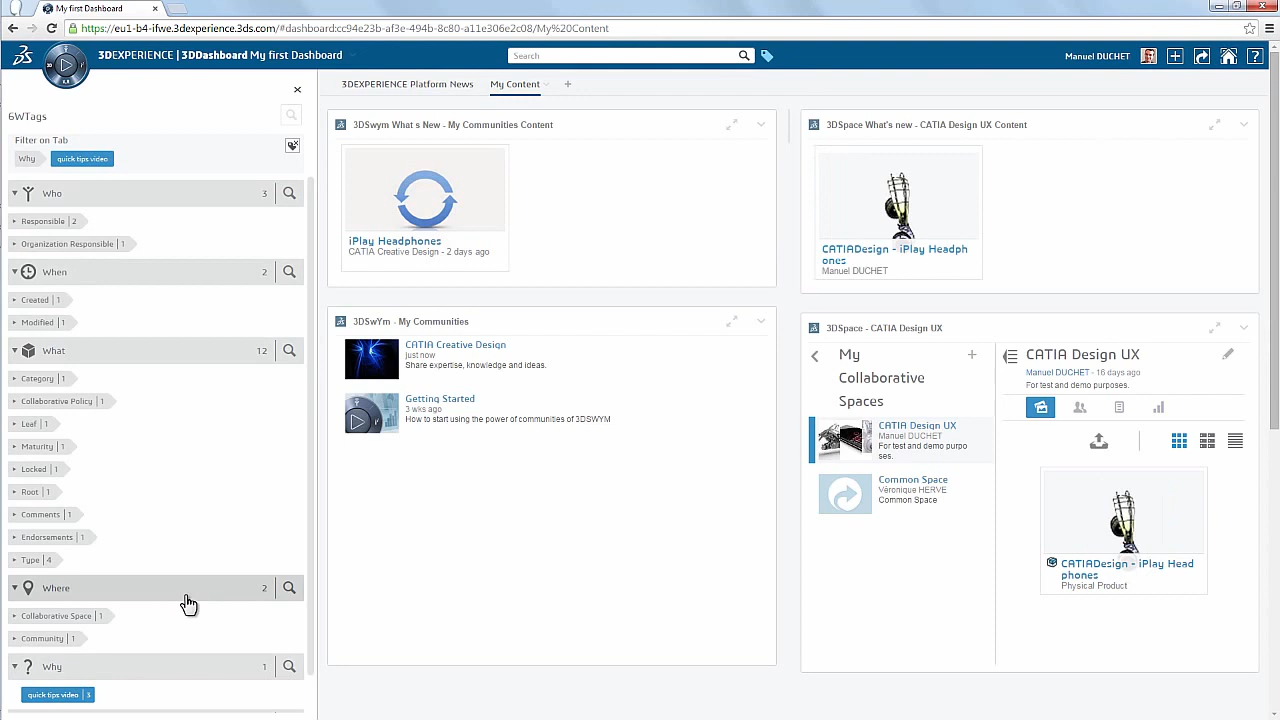 My first Dashboard
https://eu1-b4-ifwe.3dexperience.3ds.com/#dashboard:cc94e23b-af3e-494b-8c80-a11e306e2c08/My%20Content
3DEXPERIENCE | 3DDashboard My first Dashboard
Search
Manuel DUCHET
6WTags
Filter on Tab
Why
quick tips video
Who 3
Responsible | 2
Organization Responsible | 1
When 2
Created | 1
Modified | 1
What 12
Category | 1
Collaborative Policy | 1
Leaf | 1
Maturity | 1
Locked | 1
Root | 1
Comments | 1
Endorsements | 1
Type | 4
Where 2
Collaborative Space | 1
Community | 1
Why 1
quick tips video | 3
3DEXPERIENCE Platform News
My Content
3DSwym What s New - My Communities Content
iPlay Headphones
CATIA Creative Design - 2 days ago
3DSpace What's new - CATIA Design UX Content
CATIADesign - iPlay Headph
ones
Manuel DUCHET
3DSwYm - My Communities
CATIA Creative Design
just now
Share expertise, knowledge and ideas.
Getting Started
3 wks ago
How to start using the power of communities of 3DSWYM
3DSpace - CATIA Design UX
My
Collaborative
Spaces
CATIA Design UX
Manuel DUCHET
For test and demo purpo
ses.
Common Space
Véronique HERVE
Common Space
CATIA Design UX
Manuel DUCHET - 16 days ago
For test and demo purposes.
CATIADesign - iPlay Head
phones
Physical Product